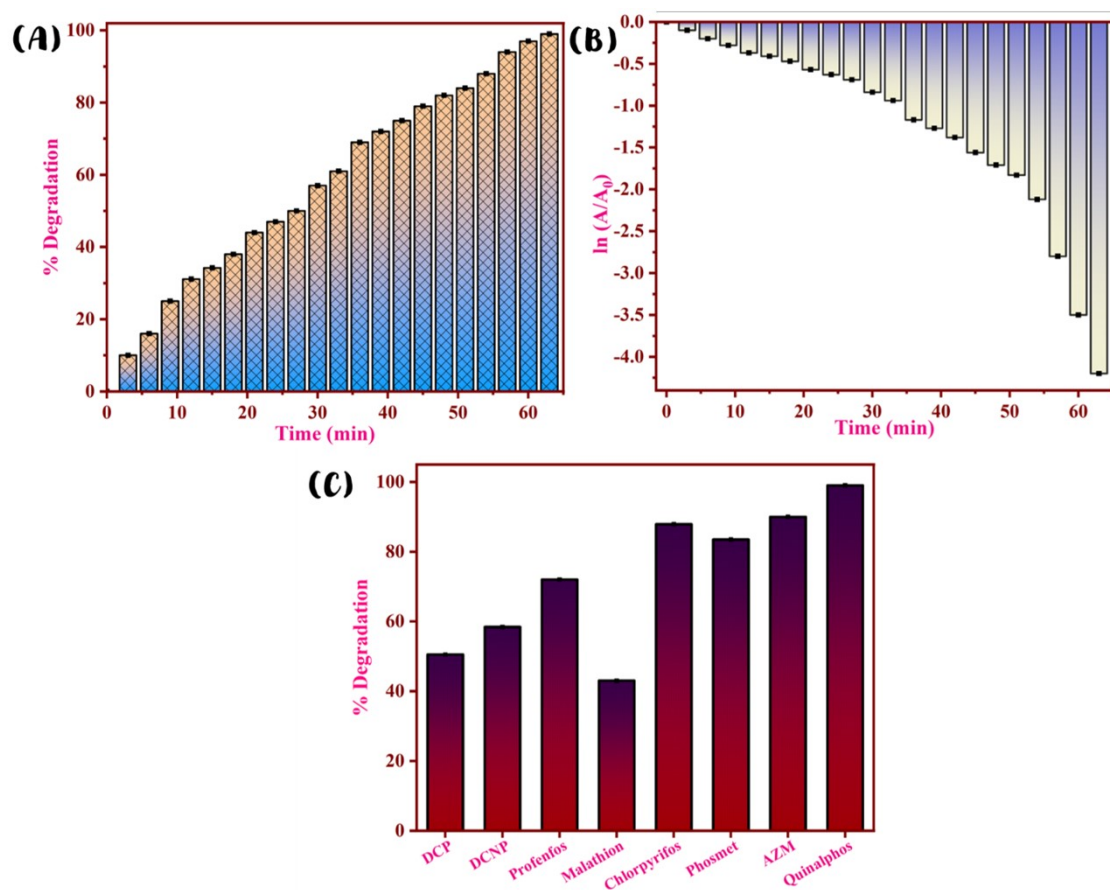 (A)
100
80
60
40
20
0
% Degradation
0 10 20 30 40 50 60
Time (min)
(B)
0.0
-0.5
-1.0
-1.5
-2.0
-2.5
-3.0
-3.5
-4.0
ln (A/A₀)
0 10 20 30 40 50 60
Time (min)
(C)
100
80
60
40
20
0
% Degradation
DCP
DCNP
Profenfos
Malathion
Chlorpyrifos
Phosmet
AZM
Quinalphos